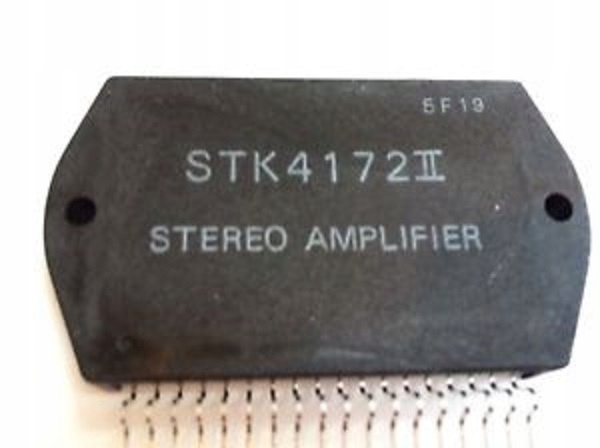 5F19
STK4172II
STEREO AMPLIFIER